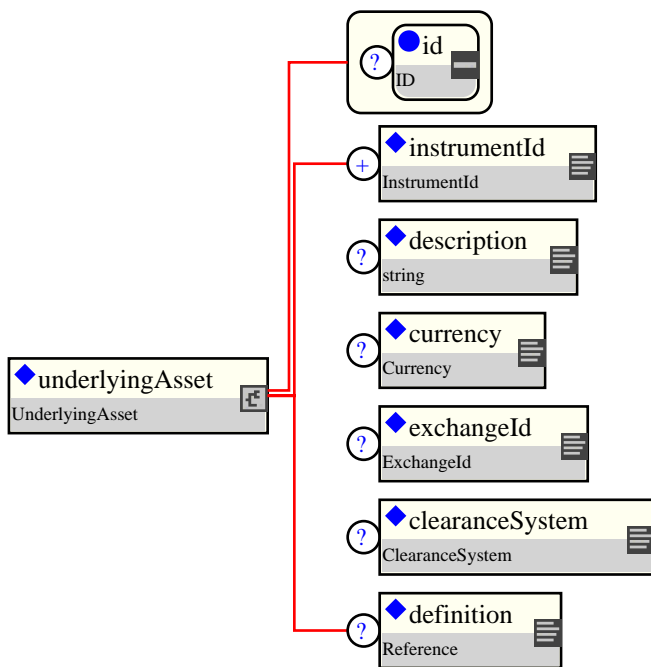 ? id
ID
+ instrumentId
InstrumentId
? description
string
? currency
Currency
underlyingAsset
UnderlyingAsset
? exchangeId
ExchangeId
? clearanceSystem
ClearanceSystem
? definition
Reference